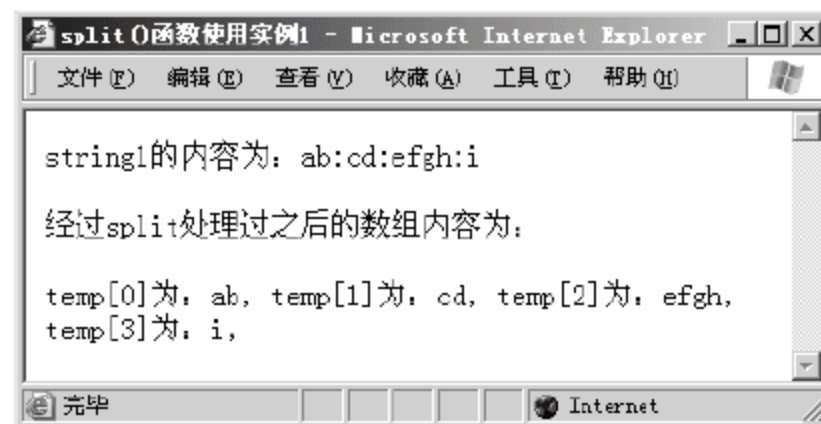 split()函数使用实例1 - Microsoft Internet Explorer
文件(F) 编辑(E) 查看(V) 收藏(A) 工具(T) 帮助(H)
string1的内容为：ab:cd:efgh:i
经过split处理过之后的数组内容为：
temp[0]为：ab, temp[1]为：cd, temp[2]为：efgh,
temp[3]为：i,
完毕 Internet